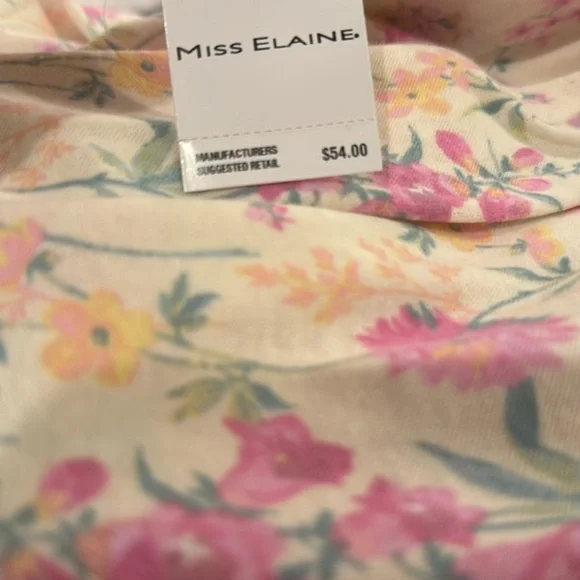 MISS ELAINE.
MANUFACTURERS
SUGGESTED RETAIL
$54.00